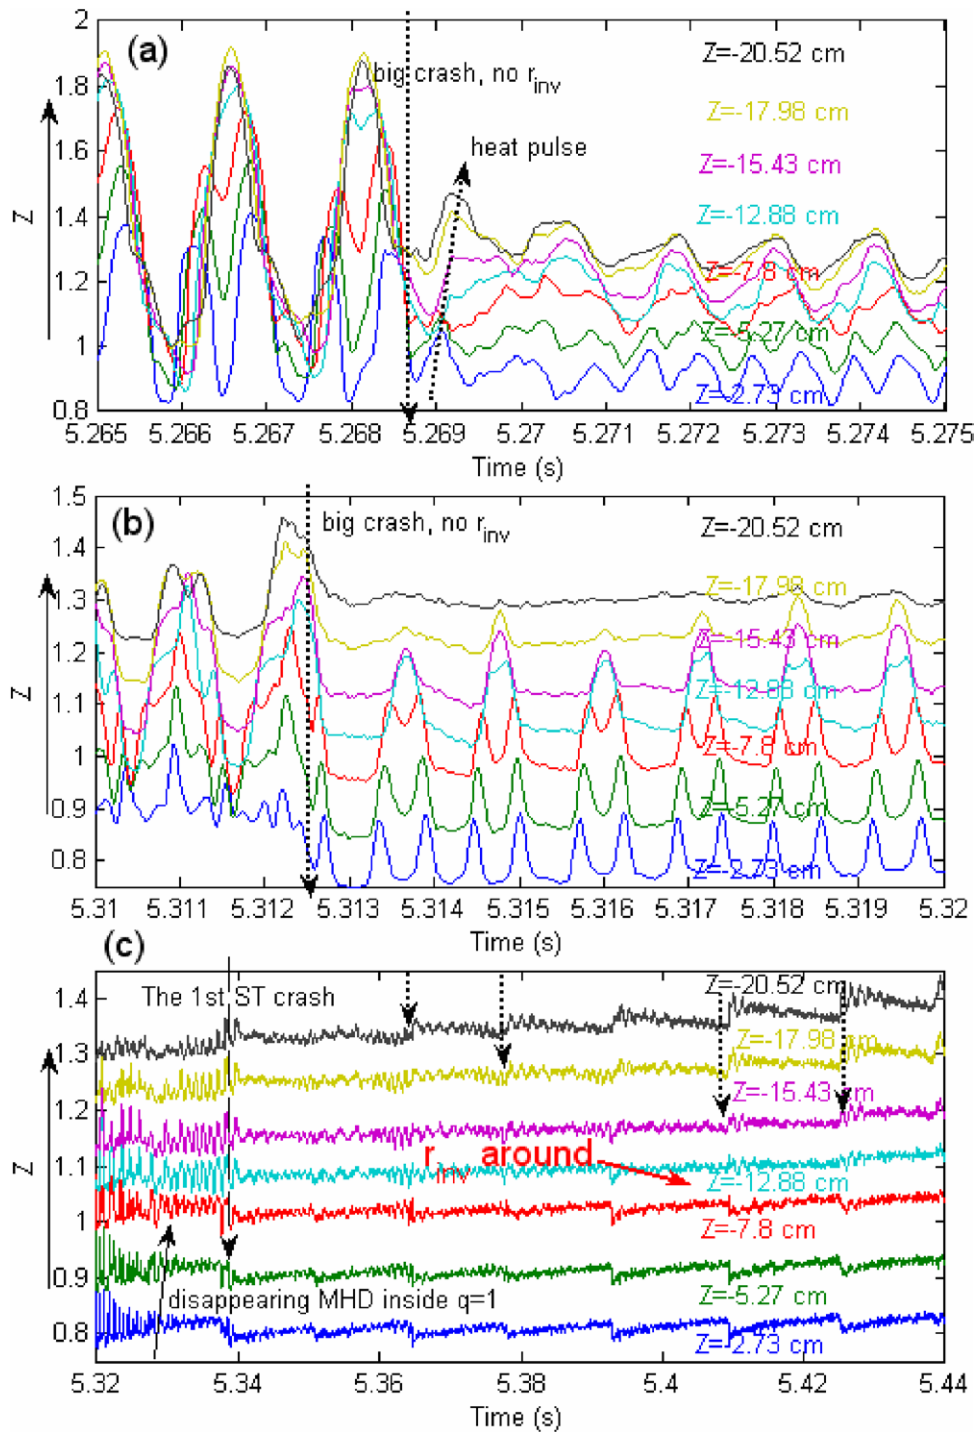 2
(a)
Z=-20.52 cm
1.8
big crash, no r_inv
Z=-17.98 cm
1.6
heat pulse
Z=-15.43 cm
Z
1.4
Z=-12.88 cm
1.2
Z=-7.8 cm
1
Z=-5.27 cm
0.8
Z=-2.73 cm
5.265 5.266 5.267 5.268 5.269 5.27 5.271 5.272 5.273 5.274 5.275
Time (s)
1.5
(b)
big crash, no r_inv
Z=-20.52 cm
1.4
1.3
Z=-17.98 cm
Z
1.2
Z=-15.43 cm
1.1
Z=-12.88 cm
1
Z=-7.8 cm
0.9
Z=-5.27 cm
0.8
Z=-2.73 cm
5.31 5.311 5.312 5.313 5.314 5.315 5.316 5.317 5.318 5.319 5.32
Time (s)
(c)
1.4
The 1st ST crash
Z=-20.52 cm
1.3
Z=-17.98 cm
1.2
Z=-15.43 cm
Z
1.1
r_inv around
Z=-12.88 cm
1
Z=-7.8 cm
0.9
disappearing MHD inside q=1
Z=-5.27 cm
0.8
Z=-2.73 cm
5.32 5.34 5.36 5.38 5.4 5.42 5.44
Time (s)